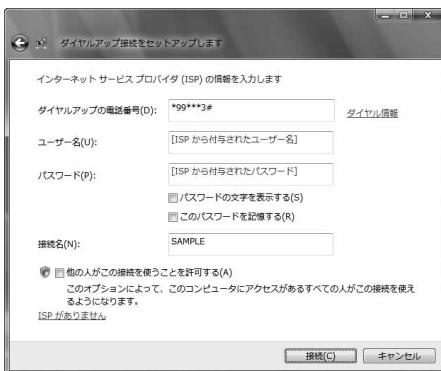 ダイヤルアップ接続をセットアップします
インターネット サービス プロバイダ (ISP) の情報を入力します
ダイヤルアップの電話番号(D): *99***3# ダイヤル情報
ユーザー名(U): [ISP から付与されたユーザー名]
パスワード(P): [ISP から付与されたパスワード]
パスワードの文字を表示する(S)
このパスワードを記憶する(R)
接続名(N): SAMPLE
他の人がこの接続を使うことを許可する(A)
このオプションによって、このコンピュータにアクセスがあるすべての人がこの接続を使え
るようになります。
ISP がありません
接続(C) キャンセル